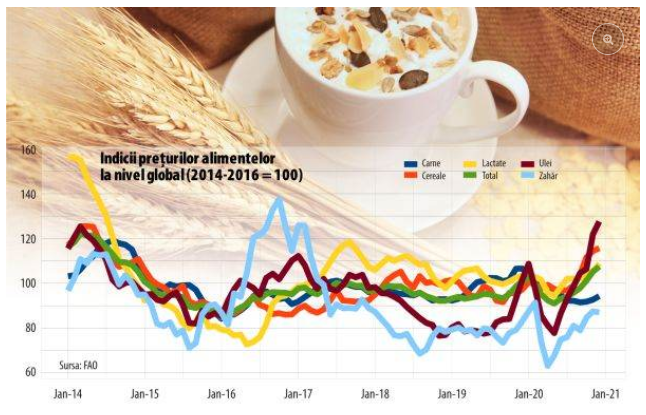 Indicii prețurilor alimentelor
la nivel global (2014-2016 = 100)
Carne Lactate Ulei
Cereale Total Zahăr
160
140
120
100
80
60
Sursa: FAO
Jan-14 Jan-15 Jan-16 Jan-17 Jan-18 Jan-19 Jan-20 Jan-21